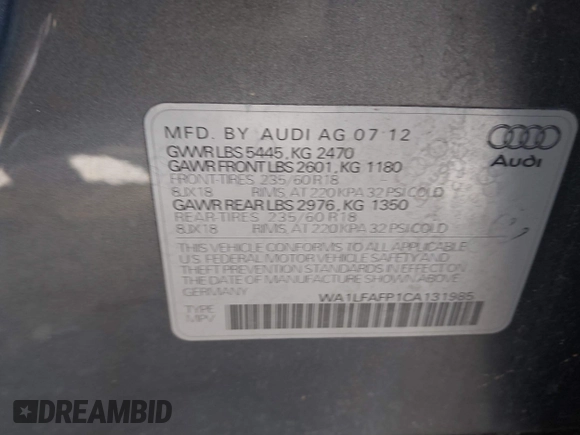 MFD. BY AUDI AG 07 12
GVWR LBS 5445, KG 2470
GAWR FRONT LBS 2601, KG 1180
FRONT-TIRES 235/60 R18
8JX18 RIMS, AT 220 KPA 32 PSI COLD
GAWR REAR LBS 2976, KG 1350
REAR-TIRES 235/60 R18
8JX18 RIMS, AT 220 KPA 32 PSI COLD
THIS VEHICLE CONFORMS TO ALL APPLICABLE
U.S. FEDERAL MOTOR VEHICLE SAFETY AND
THEFT PREVENTION STANDARDS IN EFFECT ON THE
DATE OF MANUFACTURE SHOWN ABOVE
GERMANY
WA1LFAFP1CA131985
TYPE
MPV
Audi
DREAMBID